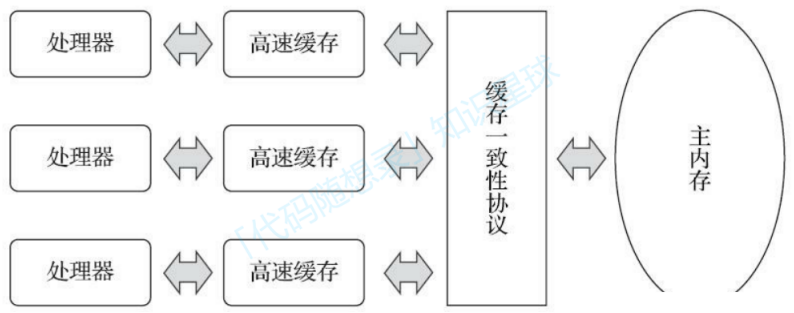 处理器
高速缓存
处理器
高速缓存
处理器
高速缓存
缓存一致性协议
主内存
「代码随想录」知识星球